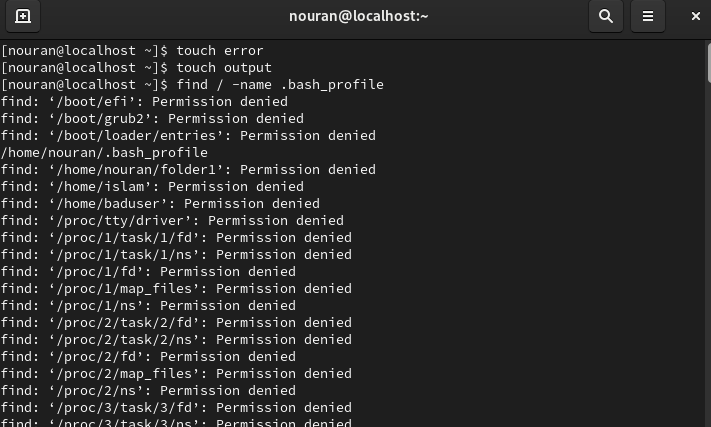 nouran@localhost:~
[nouran@localhost ~]$ touch error
[nouran@localhost ~]$ touch output
[nouran@localhost ~]$ find / -name .bash_profile
find: ‘/boot/efi’: Permission denied
find: ‘/boot/grub2’: Permission denied
find: ‘/boot/loader/entries’: Permission denied
/home/nouran/.bash_profile
find: ‘/home/nouran/folder1’: Permission denied
find: ‘/home/islam’: Permission denied
find: ‘/home/baduser’: Permission denied
find: ‘/proc/tty/driver’: Permission denied
find: ‘/proc/1/task/1/fd’: Permission denied
find: ‘/proc/1/task/1/ns’: Permission denied
find: ‘/proc/1/fd’: Permission denied
find: ‘/proc/1/map_files’: Permission denied
find: ‘/proc/1/ns’: Permission denied
find: ‘/proc/2/task/2/fd’: Permission denied
find: ‘/proc/2/task/2/ns’: Permission denied
find: ‘/proc/2/fd’: Permission denied
find: ‘/proc/2/map_files’: Permission denied
find: ‘/proc/2/ns’: Permission denied
find: ‘/proc/3/task/3/fd’: Permission denied
find: ‘/proc/3/task/3/ns’: Permission denied